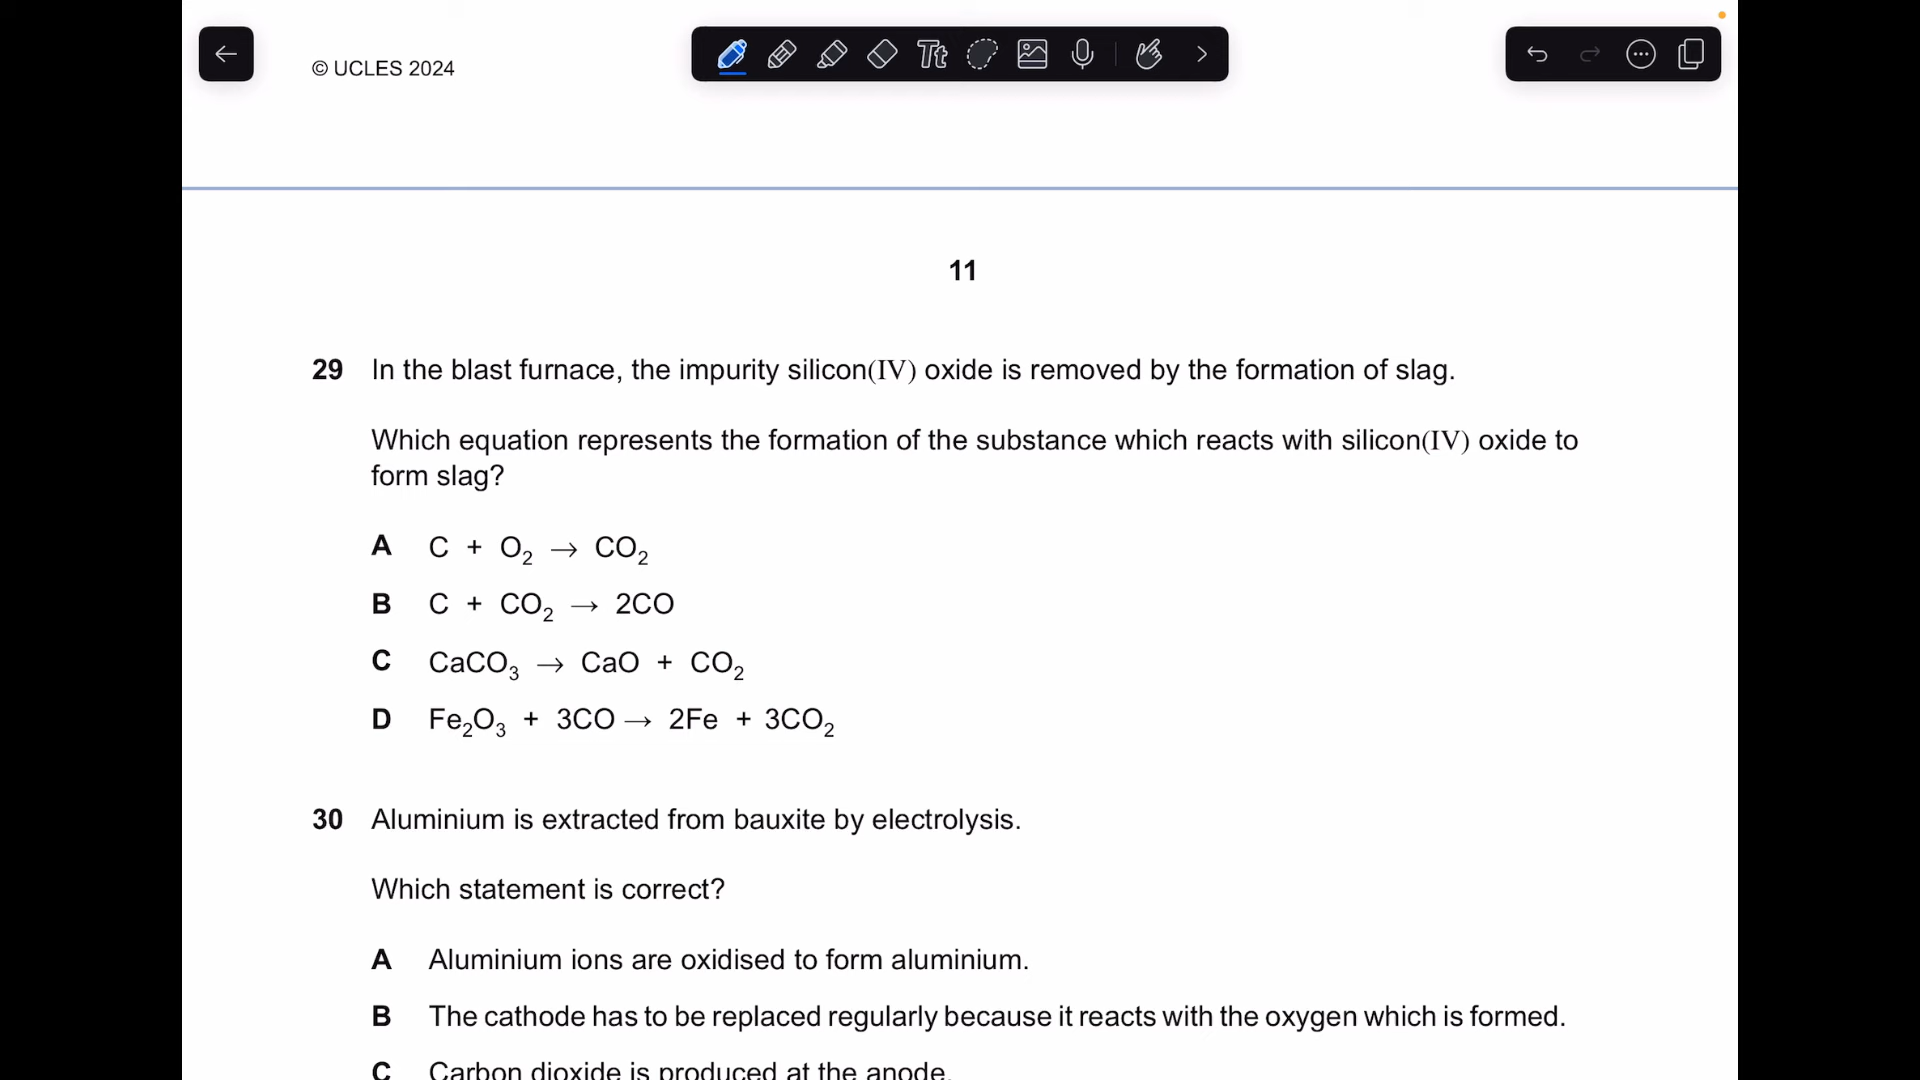 © UCLES 2024
Tt
11
29 In the blast furnace, the impurity silicon(IV) oxide is removed by the formation of slag.
Which equation represents the formation of the substance which reacts with silicon(IV) oxide to
form slag?
A C + O₂ → CO₂
B C + CO₂ → 2CO
C CaCO₃ → CaO + CO₂
D Fe₂O₃ + 3CO → 2Fe + 3CO₂
30 Aluminium is extracted from bauxite by electrolysis.
Which statement is correct?
A Aluminium ions are oxidised to form aluminium.
B The cathode has to be replaced regularly because it reacts with the oxygen which is formed.
C Carbon dioxide is produced at the anode.